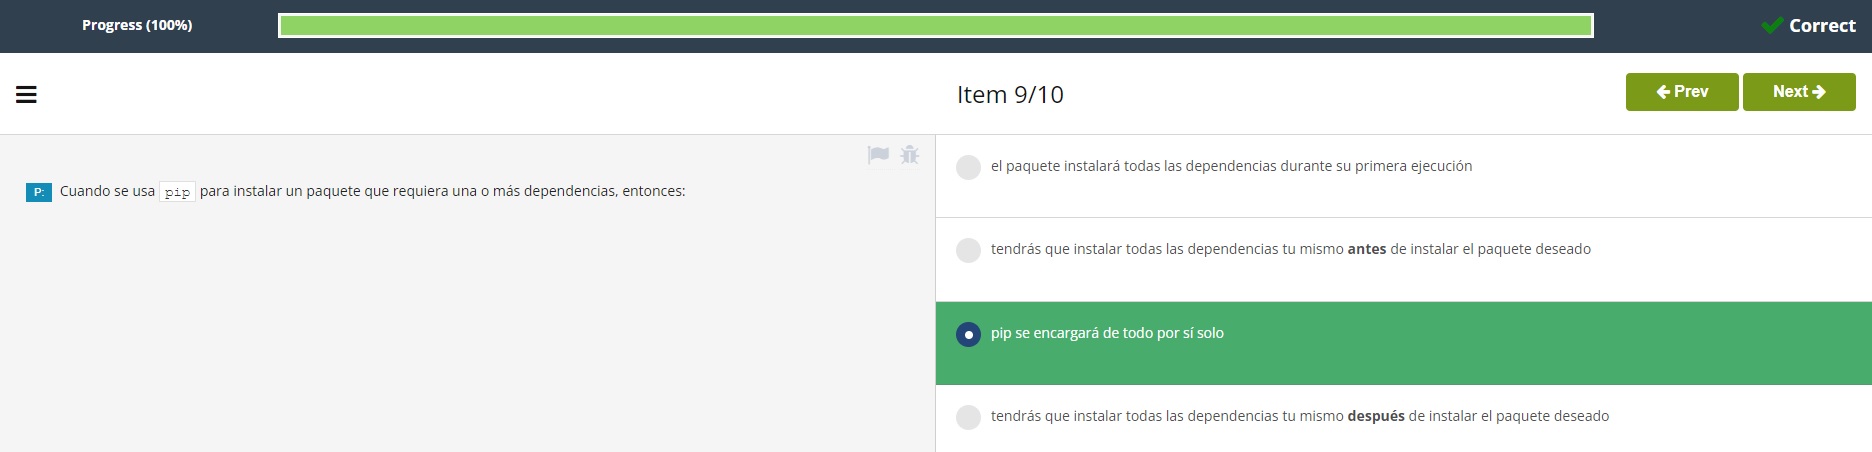 Progress (100%)
Correct
Item 9/10
Prev
Next
P: Cuando se usa pip para instalar un paquete que requiera una o más dependencias, entonces:
el paquete instalará todas las dependencias durante su primera ejecución
tendrás que instalar todas las dependencias tu mismo antes de instalar el paquete deseado
pip se encargará de todo por sí solo
tendrás que instalar todas las dependencias tu mismo después de instalar el paquete deseado